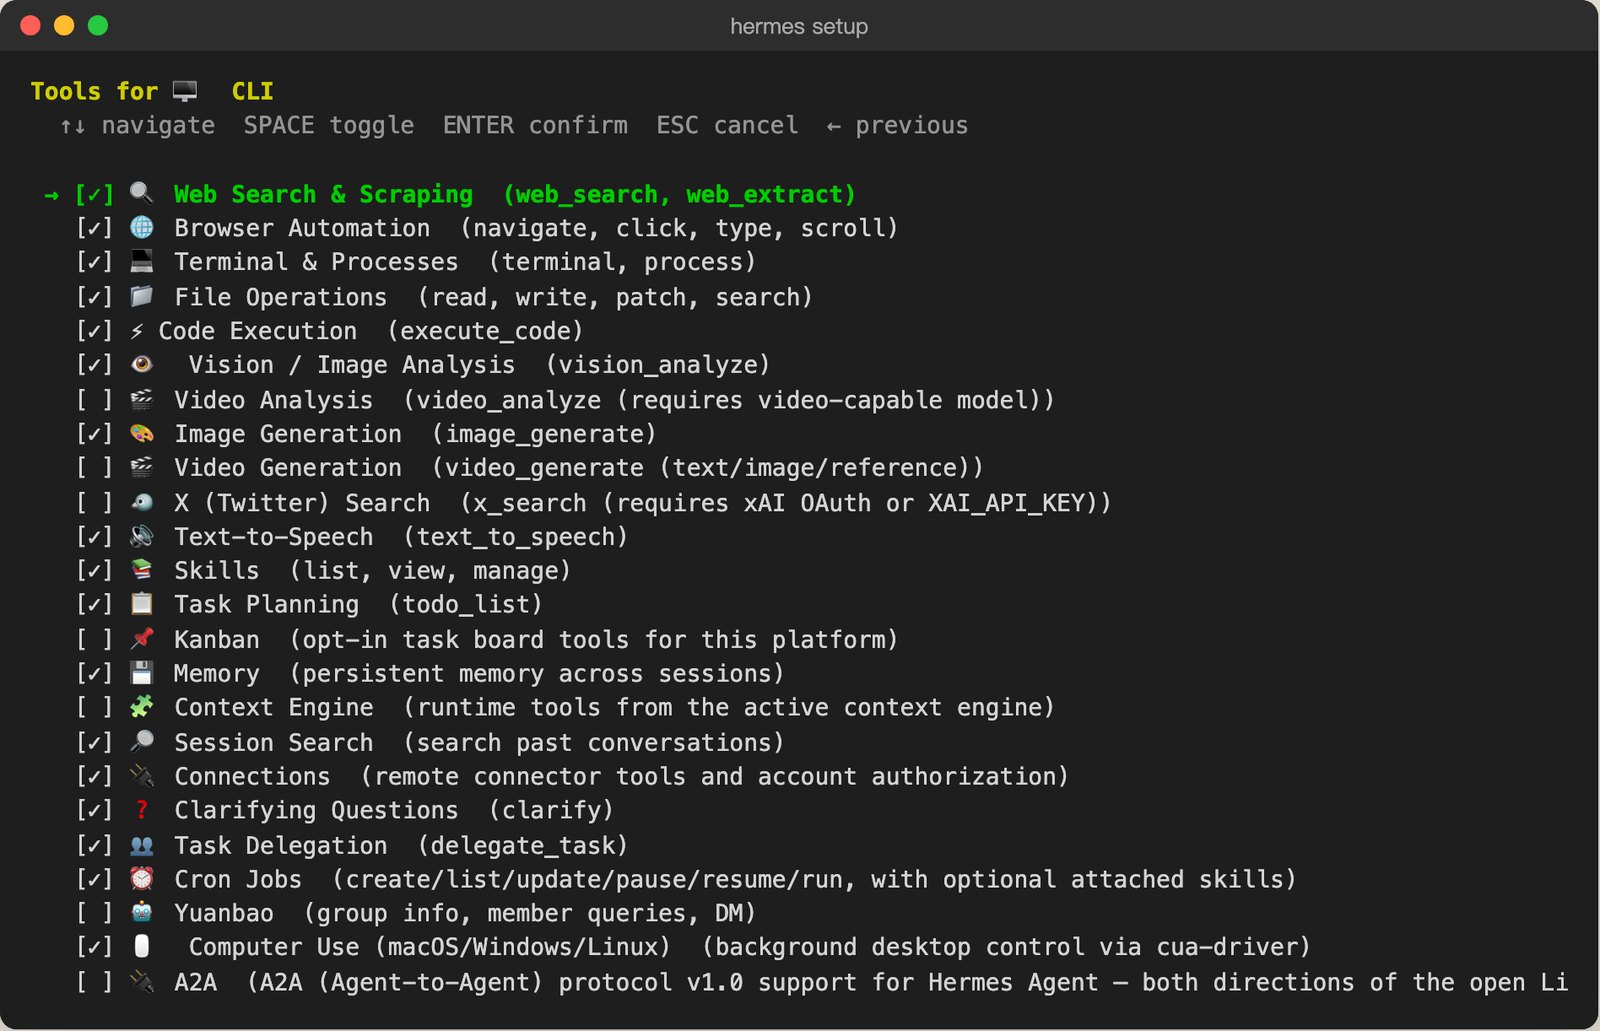 hermes setup
Tools for 🖥️ CLI
↑↓ navigate  SPACE toggle  ENTER confirm  ESC cancel  ← previous
→ [✓] 🔍 Web Search & Scraping  (web_search, web_extract)
[✓] 🌐 Browser Automation  (navigate, click, type, scroll)
[✓] 💻 Terminal & Processes  (terminal, process)
[✓] 📁 File Operations  (read, write, patch, search)
[✓] ⚡ Code Execution  (execute_code)
[✓] 👁️ Vision / Image Analysis  (vision_analyze)
[ ] 🎬 Video Analysis  (video_analyze (requires video-capable model))
[✓] 🎨 Image Generation  (image_generate)
[ ] 🎬 Video Generation  (video_generate (text/image/reference))
[ ] 🐦 X (Twitter) Search  (x_search (requires xAI OAuth or XAI_API_KEY))
[✓] 🔊 Text-to-Speech  (text_to_speech)
[✓] 📚 Skills  (list, view, manage)
[✓] 📋 Task Planning  (todo_list)
[ ] 📌 Kanban  (opt-in task board tools for this platform)
[✓] 💾 Memory  (persistent memory across sessions)
[ ] 🧩 Context Engine  (runtime tools from the active context engine)
[✓] 🔎 Session Search  (search past conversations)
[✓] 🔌 Connections  (remote connector tools and account authorization)
[✓] ❓ Clarifying Questions  (clarify)
[✓] 👥 Task Delegation  (delegate_task)
[✓] ⏰ Cron Jobs  (create/list/update/pause/resume/run, with optional attached skills)
[ ] 🤖 Yuanbao  (group info, member queries, DM)
[✓] 🖱️ Computer Use (macOS/Windows/Linux)  (background desktop control via cua-driver)
[ ] 🔌 A2A  (A2A (Agent-to-Agent) protocol v1.0 support for Hermes Agent — both directions of the open Li